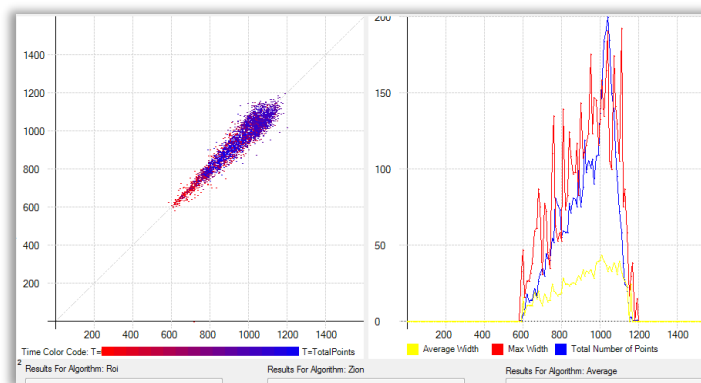 1400
1200
1000
800
600
400
200
200 400 600 800 1000 1200 1400
Time Color Code: T= T=TotalPoints
200
150
100
50
0
0 200 400 600 800 1000 1200 1400
Average Width Max Width Total Number of Points
2
Results For Algorithm: Roi Results For Algorithm: Zion Results For Algorithm: Average